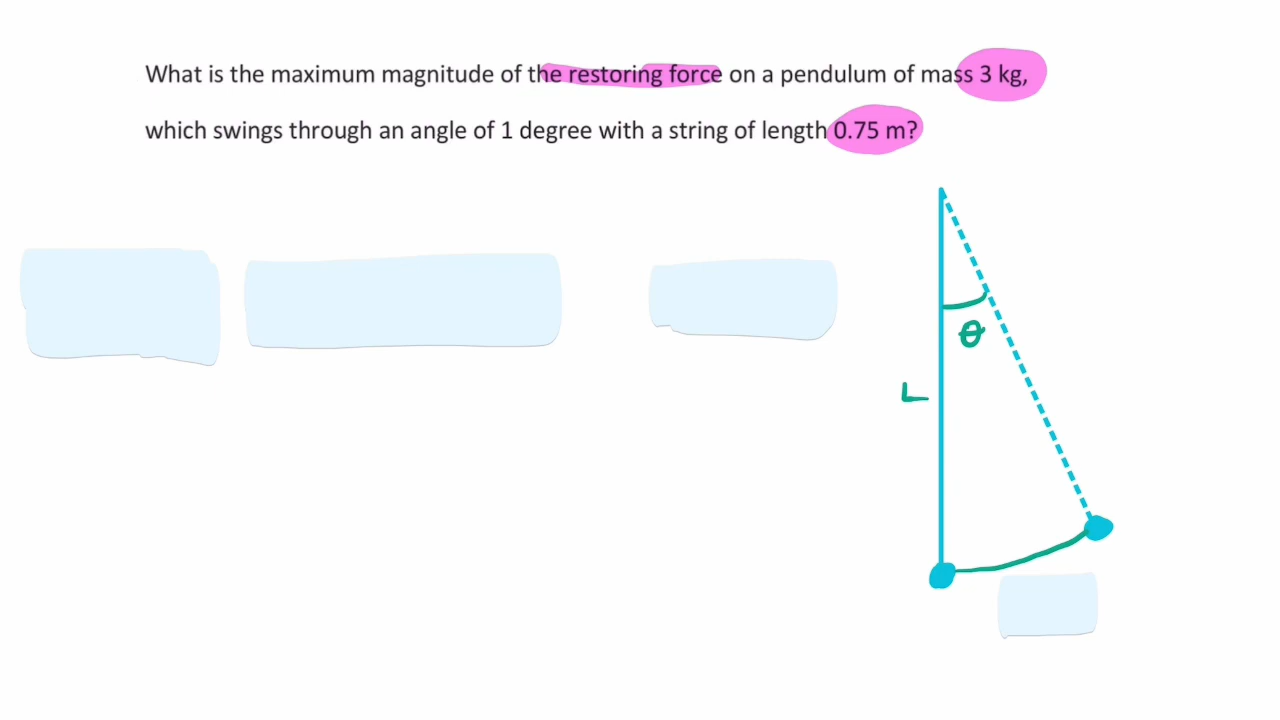 What is the maximum magnitude of the restoring force on a pendulum of mass 3 kg,
which swings through an angle of 1 degree with a string of length 0.75 m?
θ
L